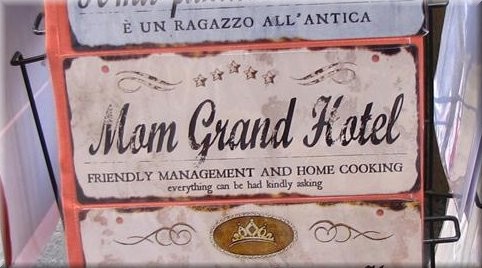 È UN RAGAZZO ALL'ANTICA
Mom Grand Hotel
FRIENDLY MANAGEMENT AND HOME COOKING
everything can be had kindly asking